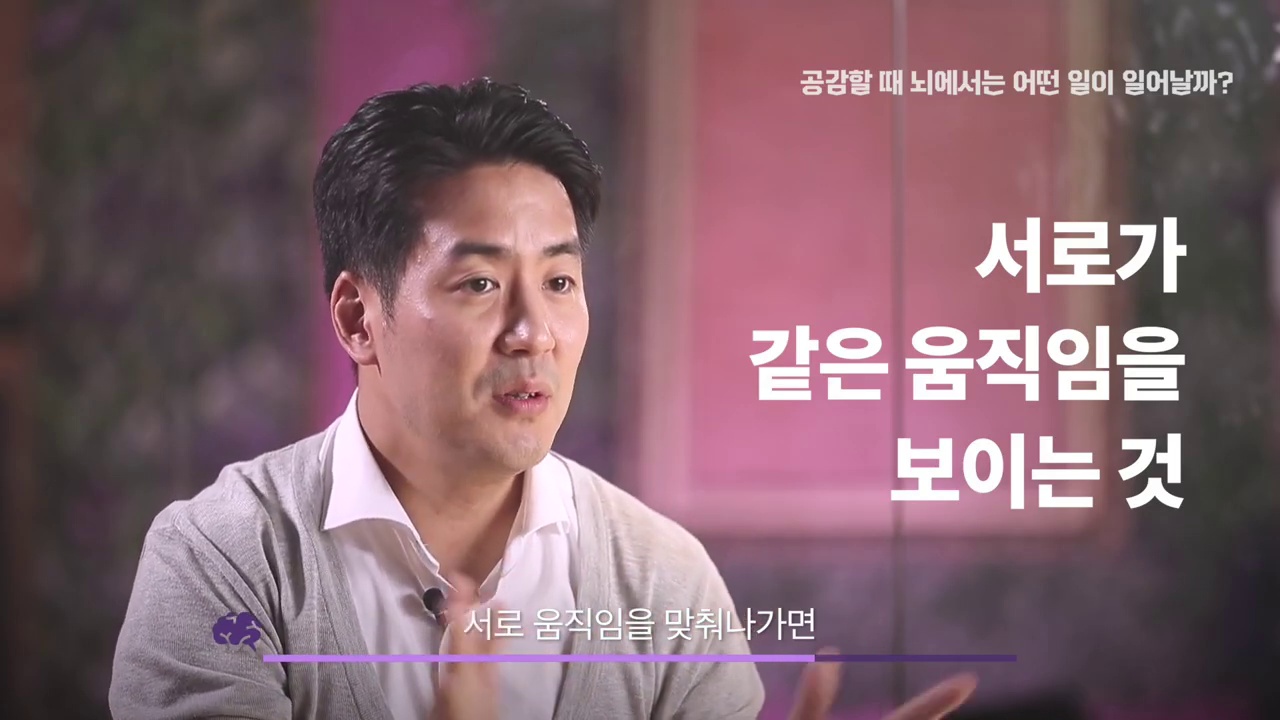 공감할 때 뇌에서는 어떤 일이 일어날까?
서로가
같은 움직임을
보이는 것
서로 움직임을 맞춰나가면